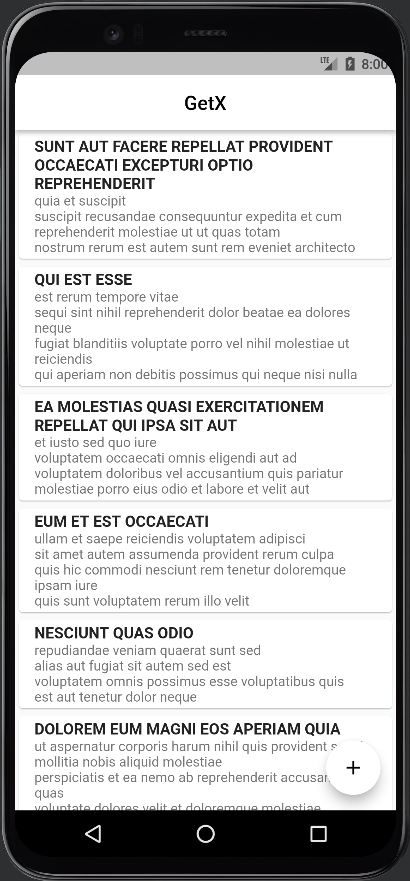 LTE 8:00
GetX
SUNT AUT FACERE REPELLAT PROVIDENT
OCCAECATI EXCEPTURI OPTIO
REPREHENDERIT
quia et suscipit
suscipit recusandae consequuntur expedita et cum
reprehenderit molestiae ut ut quas totam
nostrum rerum est autem sunt rem eveniet architecto
QUI EST ESSE
est rerum tempore vitae
sequi sint nihil reprehenderit dolor beatae ea dolores
neque
fugiat blanditiis voluptate porro vel nihil molestiae ut
reiciendis
qui aperiam non debitis possimus qui neque nisi nulla
EA MOLESTIAS QUASI EXERCITATIONEM
REPELLAT QUI IPSA SIT AUT
et iusto sed quo iure
voluptatem occaecati omnis eligendi aut ad
voluptatem doloribus vel accusantium quis pariatur
molestiae porro eius odio et labore et velit aut
EUM ET EST OCCAECATI
ullam et saepe reiciendis voluptatem adipisci
sit amet autem assumenda provident rerum culpa
quis hic commodi nesciunt rem tenetur doloremque
ipsam iure
quis sunt voluptatem rerum illo velit
NESCIUNT QUAS ODIO
repudiandae veniam quaerat sunt sed
alias aut fugiat sit autem sed est
voluptatem omnis possimus esse voluptatibus quis
est aut tenetur dolor neque
DOLOREM EUM MAGNI EOS APERIAM QUIA
ut aspernatur corporis harum nihil quis provident
mollitia nobis aliquid molestiae
perspiciatis et ea nemo ab reprehenderit
quas
voluptate dolores velit et doloremque molestiae